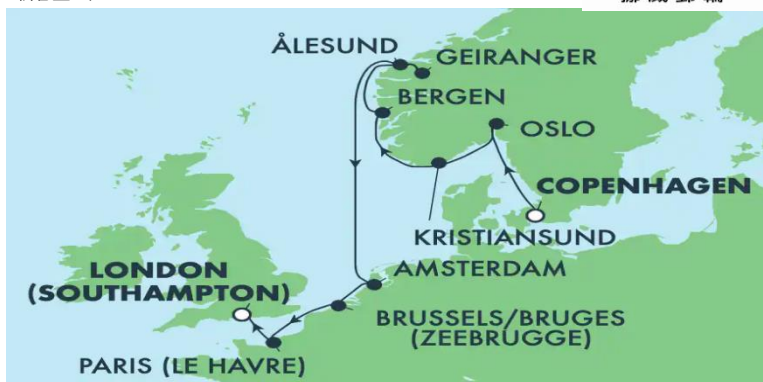 ÅLESUND
GEIRANGER
BERGEN
OSLO
COPENHAGEN
KRISTIANSUND
AMSTERDAM
LONDON
(SOUTHAMPTON)
BRUSSELS/BRUGES
(ZEEBRUGGE)
PARIS (LE HAVRE)